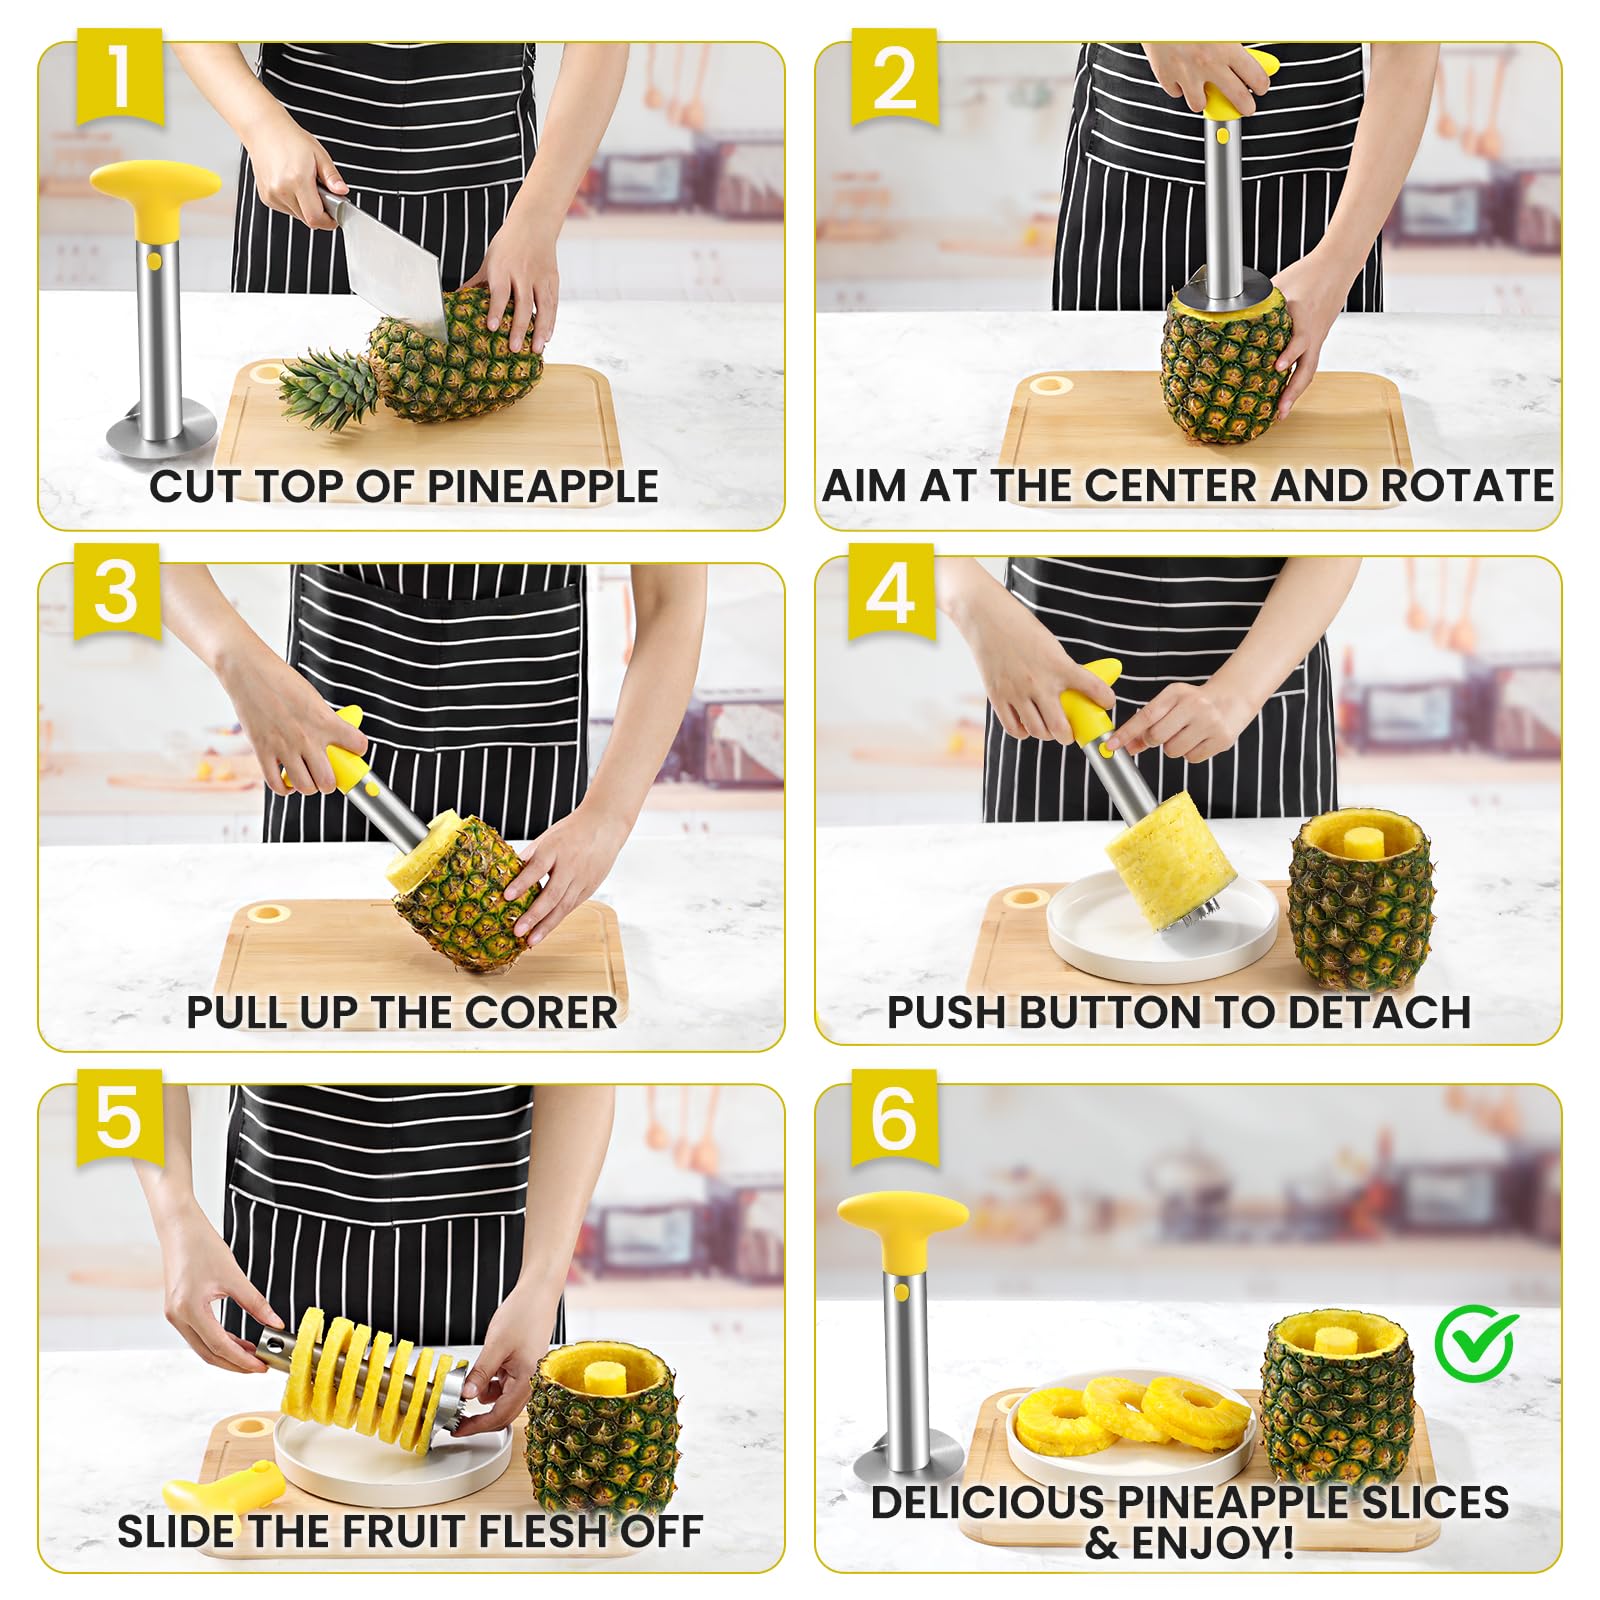 1
CUT TOP OF PINEAPPLE
2
AIM AT THE CENTER AND ROTATE
3
PULL UP THE CORER
4
PUSH BUTTON TO DETACH
5
SLIDE THE FRUIT FLESH OFF
6
DELICIOUS PINEAPPLE SLICES
& ENJOY!